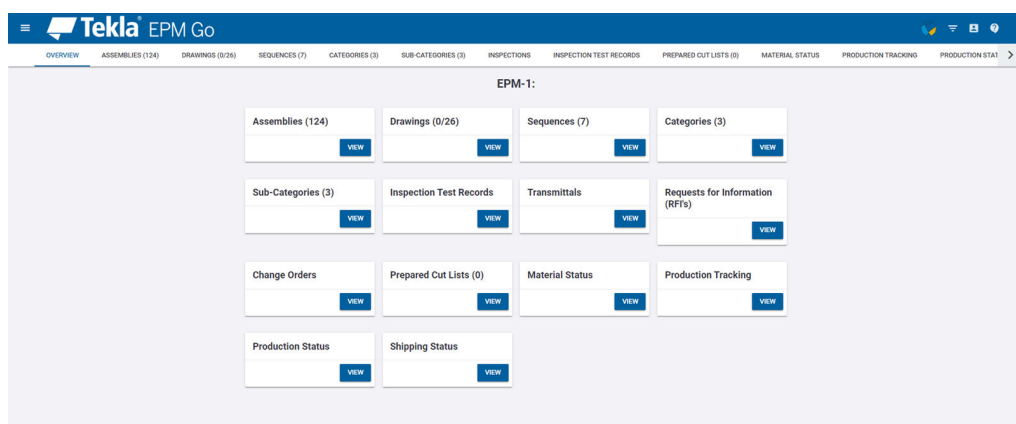 Tekla® EPM Go
OVERVIEW ASSEMBLIES (124) DRAWINGS (0/26) SEQUENCES (7) CATEGORIES (3) SUB-CATEGORIES (3) INSPECTIONS INSPECTION TEST RECORDS PREPARED CUT LISTS (0) MATERIAL STATUS PRODUCTION TRACKING PRODUCTION STAT
EPM-1:
Assemblies (124) Drawings (0/26) Sequences (7) Categories (3)
VIEW VIEW VIEW VIEW
Sub-Categories (3) Inspection Test Records Transmittals Requests for Information
(RFI's)
VIEW VIEW VIEW
VIEW
Change Orders Prepared Cut Lists (0) Material Status Production Tracking
VIEW VIEW VIEW VIEW
Production Status Shipping Status
VIEW VIEW